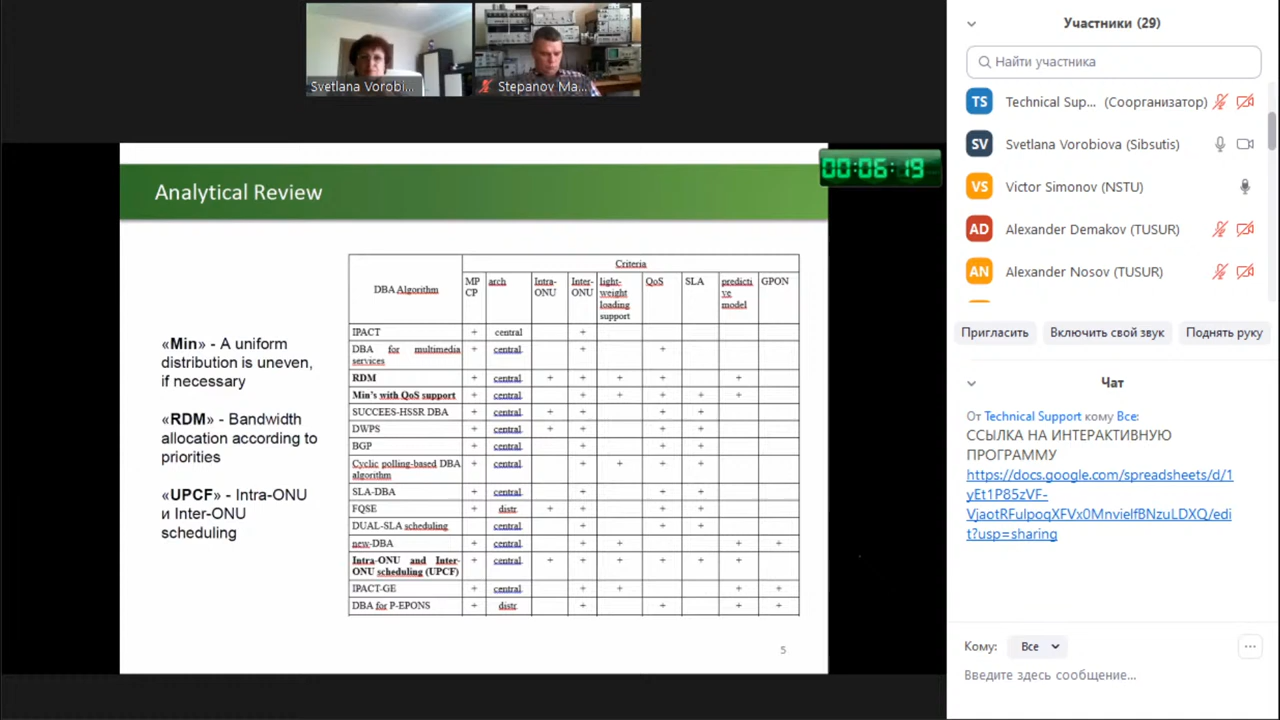 Svetlana Vorobi...
Stepanov Ma...
00:06:19
Analytical Review
«Min» - A uniform
distribution is uneven,
if necessary
«RDM» - Bandwidth
allocation according to
priorities
«UPCF» - Intra-ONU
и Inter-ONU
scheduling
DBA Algorithm
Criteria
MP
CP
arch
Intra-
ONU
Inter-
ONU
light-
weight
loading
support
QoS
SLA
predicti
ve
model
GPON
IPACT + central +
DBA for multimedia
services + central + +
RDM + central + + + + +
Min's with QoS support + central + + + + +
SUCCEES-HSSR DBA + central + + + +
DWPS + central + + + +
BGP + central + + +
Cyclic polling-based DBA
algorithm + central + + + +
SLA-DBA + central + + +
FQSE + distr + + + +
DUAL-SLA scheduling central + + +
new-DBA + central + + + +
Intra-ONU and Inter-
ONU scheduling (UPCF) + central + + + + + +
IPACT-GE + central + + + +
DBA for P-EPONS + distr + + + +
5
Участники (29)
Найти участника
TS Technical Sup... (Соорганизатор)
SV Svetlana Vorobiova (Sibsutis)
VS Victor Simonov (NSTU)
AD Alexander Demakov (TUSUR)
AN Alexander Nosov (TUSUR)
Пригласить
Включить свой звук
Поднять руку
Чат
От Technical Support кому Все:
ССЫЛКА НА ИНТЕРАКТИВНУЮ
ПРОГРАММУ
https://docs.google.com/spreadsheets/d/1
yEt1P85zVF-
VjaotRFulpoqXFVx0MnvielfBNzuLDXQ/edi
t?usp=sharing
Кому: Все
Введите здесь сообщение...